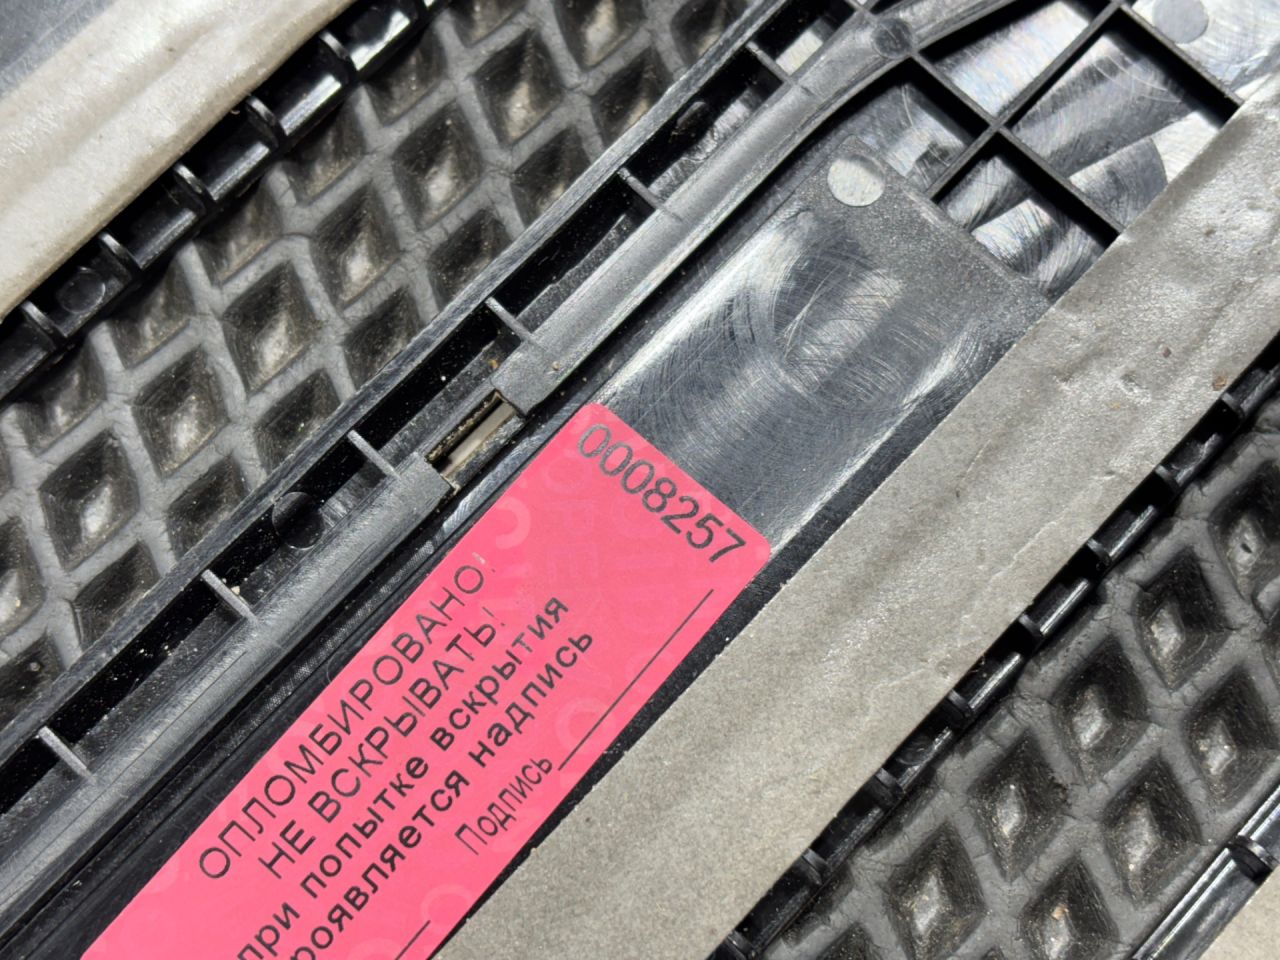 0008257
ОПЛОМБИРОВАНО!
НЕ ВСКРЫВАТЬ!
при попытке вскрытия
проявляется надпись
Подпись